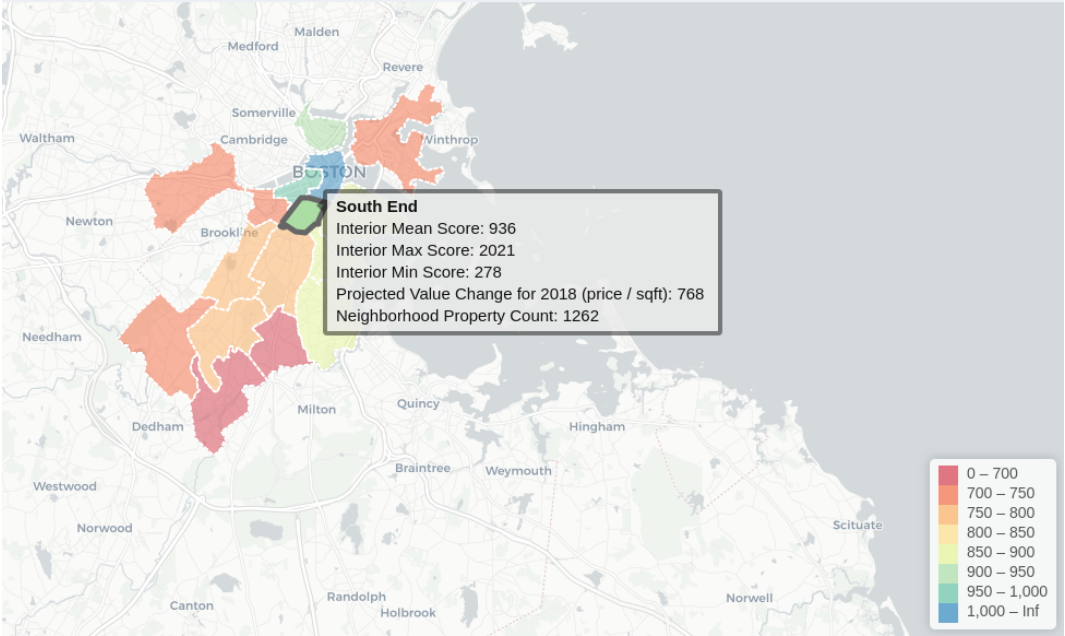 Malden
Medford
Revere
Somerville
Waltham
Cambridge
Winthrop
BOSTON
Newton
Brookline
South End
Interior Mean Score: 936
Interior Max Score: 2021
Interior Min Score: 278
Projected Value Change for 2018 (price / sqft): 768
Neighborhood Property Count: 1262
Needham
Milton
Quincy
Dedham
Hingham
Braintree
Weymouth
Westwood
Norwood
Scituate
Canton
Randolph
Holbrook
Norwell
0 – 700
700 – 750
750 – 800
800 – 850
850 – 900
900 – 950
950 – 1,000
1,000 – Inf